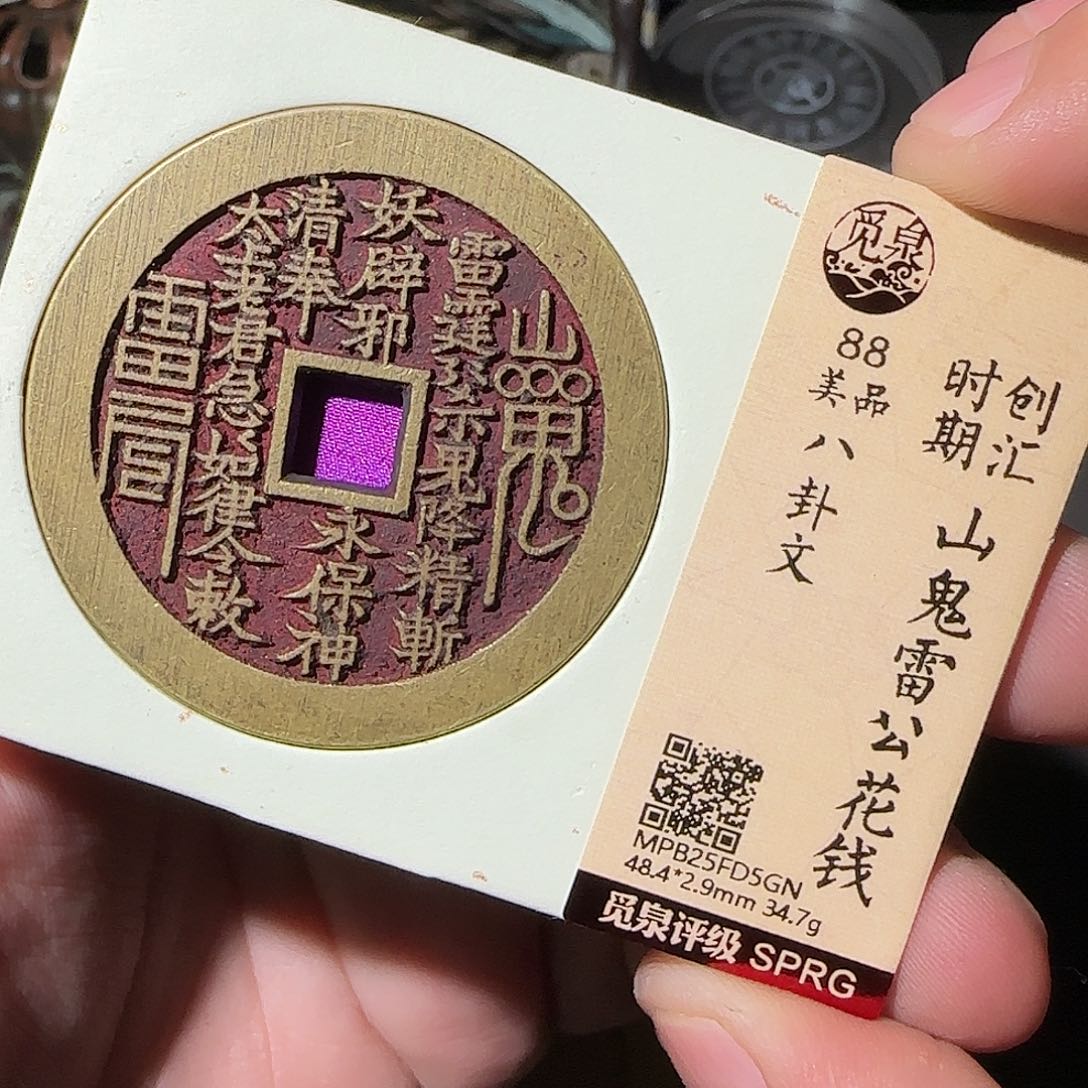 山鬼
雷霆殺鬼降精斬
妖辟邪永保神
清奉
太上老君急急如律令敕
雷
觅泉
88
美品
八卦文
创汇
时期
山鬼雷公花钱
MPB25FD5GN
48.4*2.9mm 34.7g
觅泉评级 SPRG